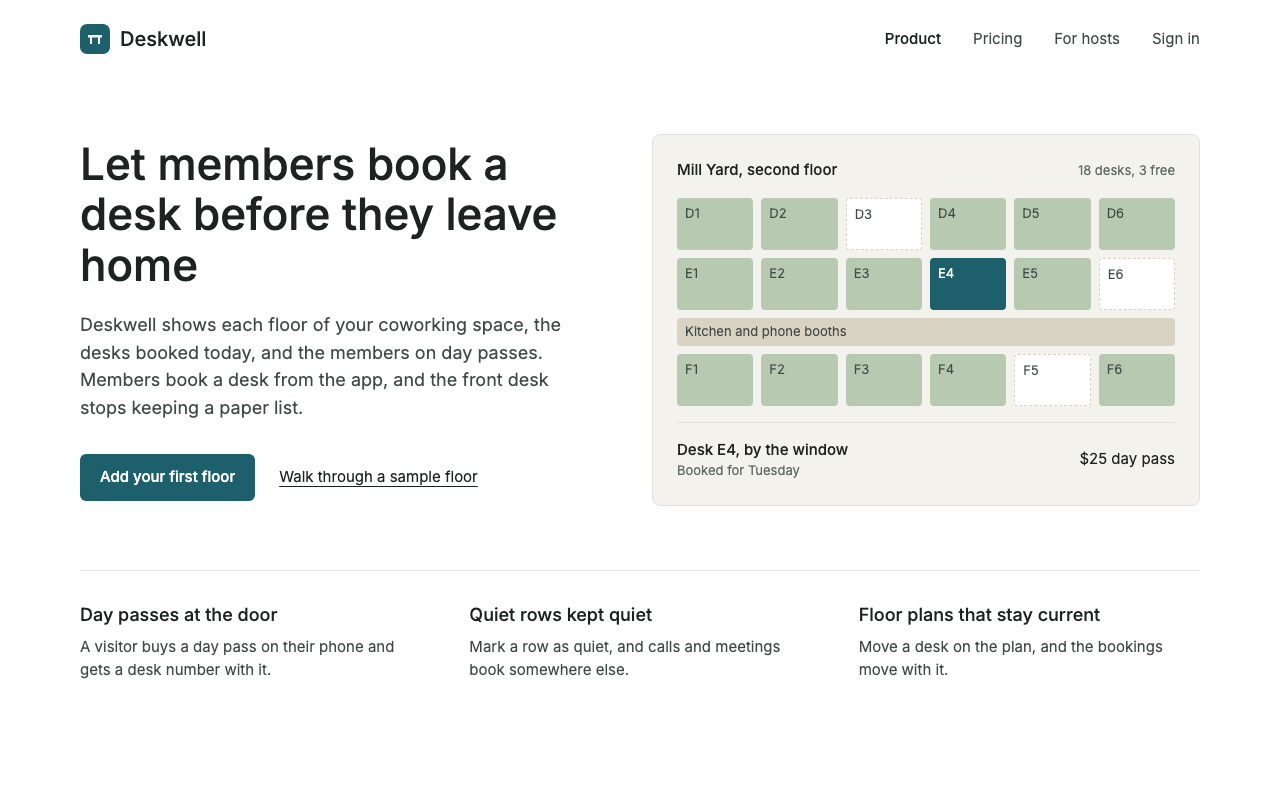 Deskwell
Product
Pricing
For hosts
Sign in
Let members book a
desk before they leave
home
Deskwell shows each floor of your coworking space, the
desks booked today, and the members on day passes.
Members book a desk from the app, and the front desk
stops keeping a paper list.
Add your first floor
Walk through a sample floor
Mill Yard, second floor
18 desks, 3 free
D1
D2
D3
D4
D5
D6
E1
E2
E3
E4
E5
E6
Kitchen and phone booths
F1
F2
F3
F4
F5
F6
Desk E4, by the window
Booked for Tuesday
$25 day pass
Day passes at the door
A visitor buys a day pass on their phone and
gets a desk number with it.
Quiet rows kept quiet
Mark a row as quiet, and calls and meetings
book somewhere else.
Floor plans that stay current
Move a desk on the plan, and the bookings
move with it.